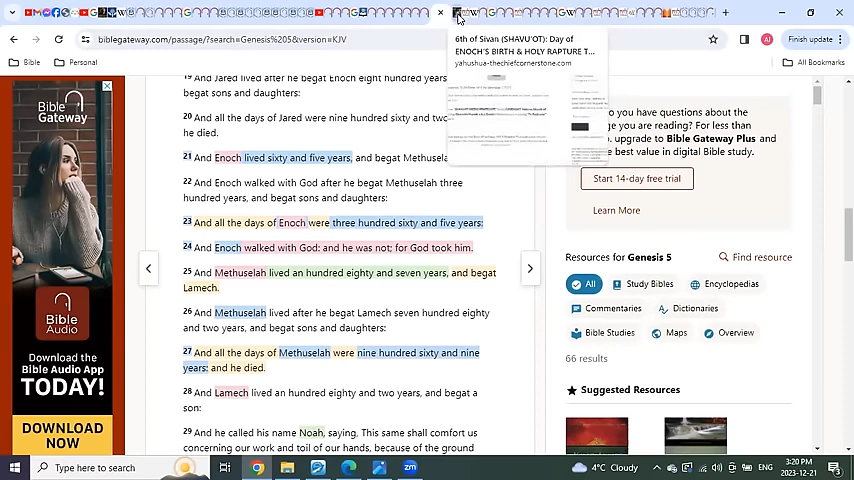 Finish update
biblegateway.com/passage/?search=Genesis%205&version=KJV
AI
Bible
Personal
All Bookmarks
6th of Sivan (SHAVU'OT): Day of
ENOCH'S BIRTH & HOLY RAPTURE T...
yahushua-thechiefcornerstone.com
Bible
Gateway
Bible
Audio
Download the
Bible Audio App
TODAY!
DOWNLOAD
NOW
19 And Jared lived after he begat Enoch eight hundred years
begat sons and daughters:
20 And all the days of Jared were nine hundred sixty and two
he died.
21 And Enoch lived sixty and five years, and begat Methusel
22 And Enoch walked with God after he begat Methuselah three
hundred years, and begat sons and daughters:
23 And all the days of Enoch were three hundred sixty and five years:
24 And Enoch walked with God: and he was not; for God took him.
25 And Methuselah lived an hundred eighty and seven years, and begat
Lamech.
26 And Methuselah lived after he begat Lamech seven hundred eighty
and two years, and begat sons and daughters:
27 And all the days of Methuselah were nine hundred sixty and nine
years: and he died.
28 And Lamech lived an hundred eighty and two years, and begat a
son:
29 And he called his name Noah, saying, This same shall comfort us
concerning our work and toil of our hands, because of the ground
o you have questions about the
ge you are reading? For less than
upgrade to Bible Gateway Plus and
e best value in digital Bible study.
Start 14-day free trial
Learn More
Resources for Genesis 5
Find resource
All
Study Bibles
Encyclopedias
Commentaries
Dictionaries
Bible Studies
Maps
Overview
66 results
Suggested Resources
Type here to search
zm
4°C Cloudy
ENG
3:20 PM
2023-12-21
3